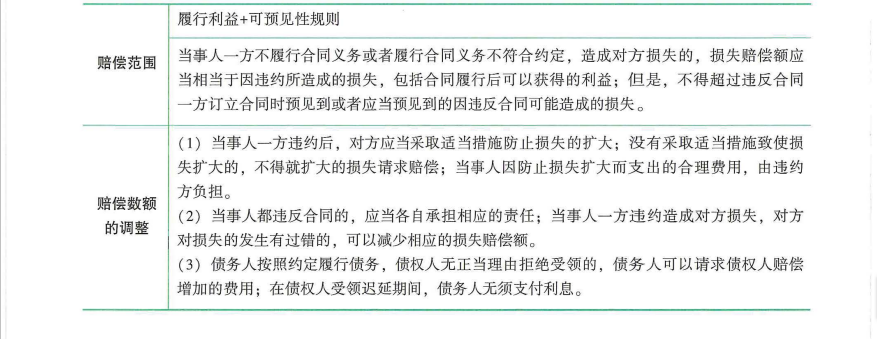 履行利益+可预见性规则
赔偿范围
当事人一方不履行合同义务或者履行合同义务不符合约定，造成对方损失的，损失赔偿额应
当相当于因违约所造成的损失，包括合同履行后可以获得的利益；但是，不得超过违反合同
一方订立合同时预见到或者应当预见到的因违反合同可能造成的损失。
赔偿数额
的调整
（1）当事人一方违约后，对方应当采取适当措施防止损失的扩大；没有采取适当措施致使损
失扩大的，不得就扩大的损失请求赔偿；当事人因防止损失扩大而支出的合理费用，由违约
方负担。
（2）当事人都违反合同的，应当各自承担相应的责任；当事人一方违约造成对方损失，对方
对损失的发生有过错的，可以减少相应的损失赔偿额。
（3）债务人按照约定履行债务，债权人无正当理由拒绝受领的，债务人可以请求债权人赔偿
增加的费用；在债权人受领迟延期间，债务人无须支付利息。